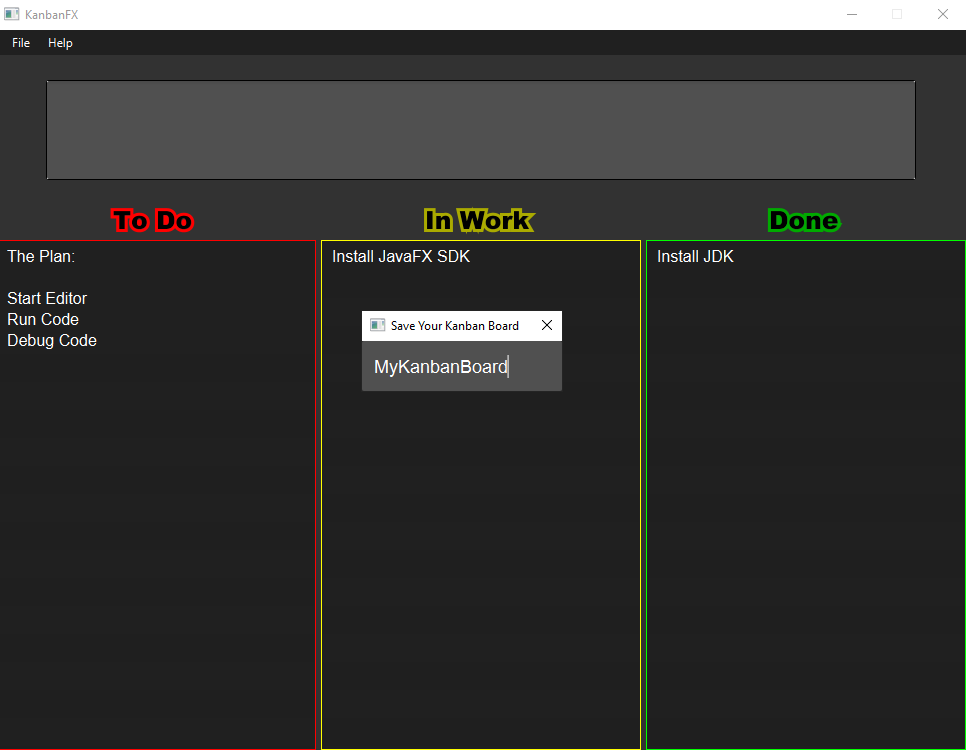 KanbanFX
File Help
To Do
In Work
Done
The Plan:
Start Editor
Run Code
Debug Code
Install JavaFX SDK
Save Your Kanban Board
MyKanbanBoard
Install JDK